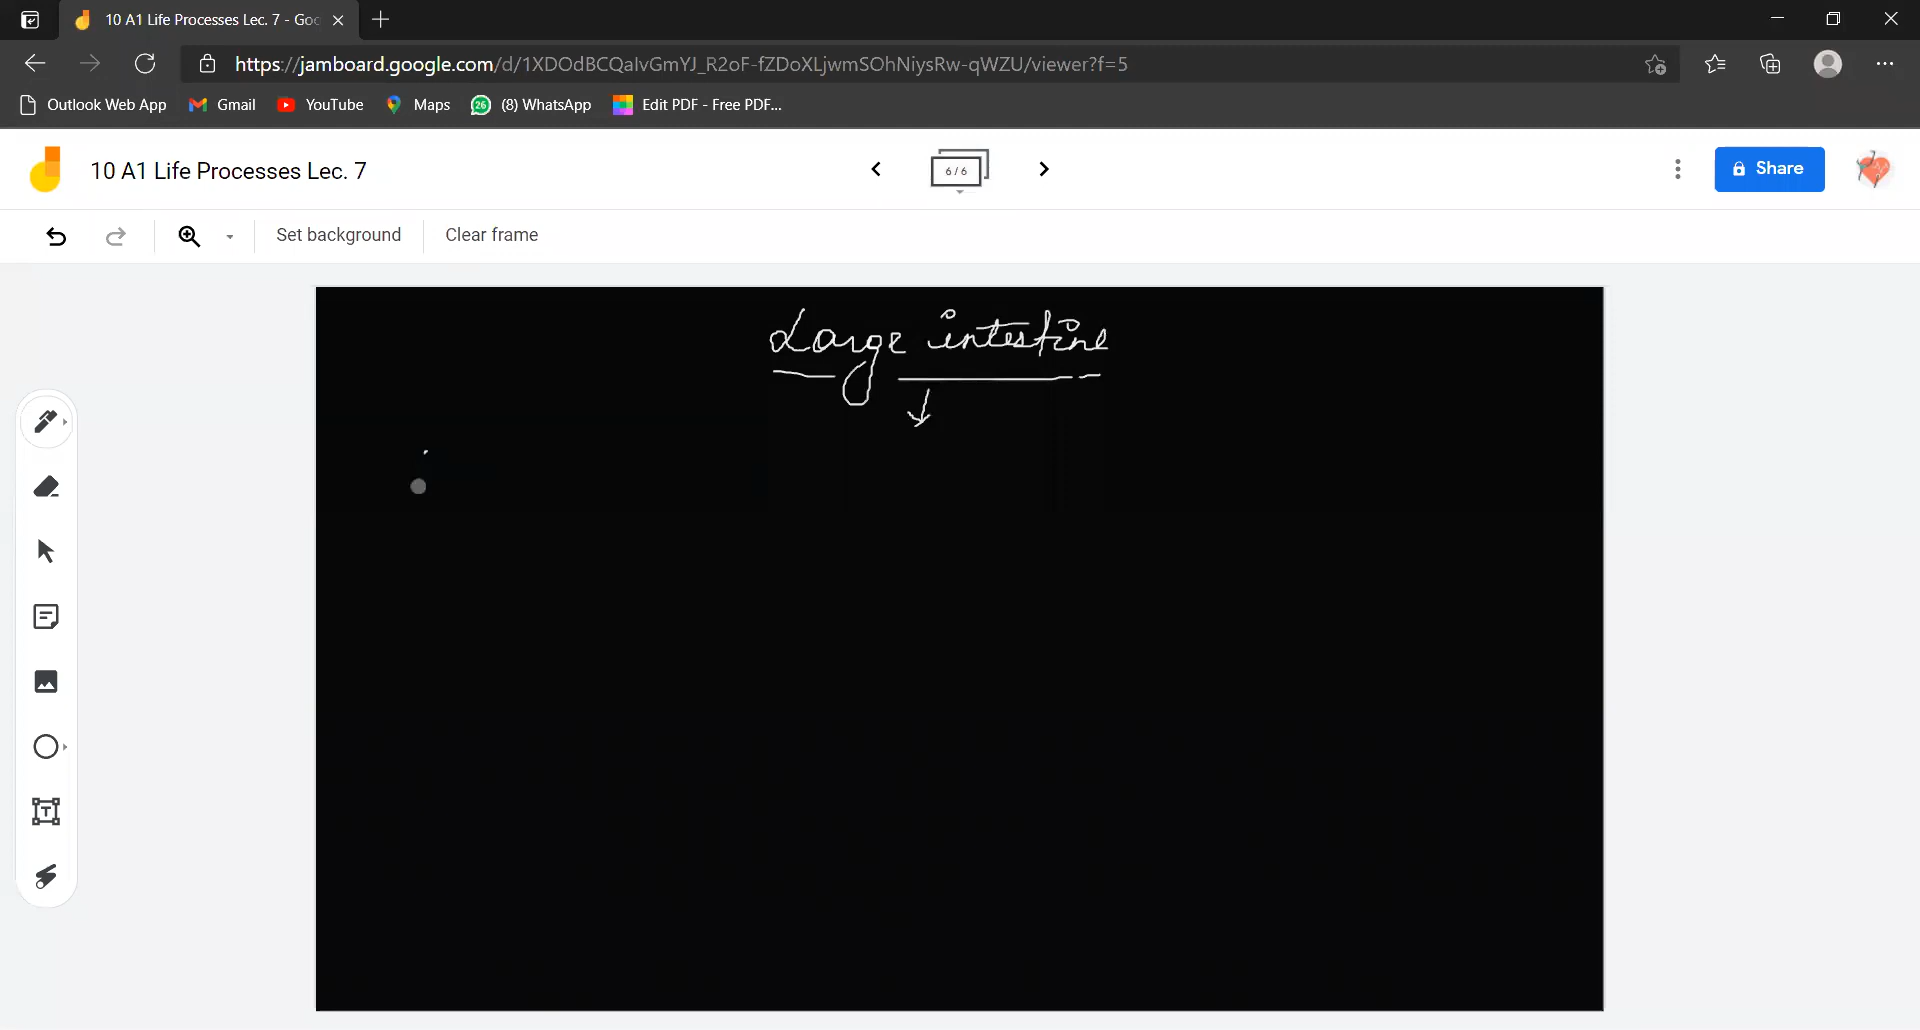 10 A1 Life Processes Lec. 7 - Goo
https://jamboard.google.com/d/1XDOdBCQaIvGmYJ_R2oF-fZDoXLjwmSOhNiysRw-qWZU/viewer?f=5
Outlook Web App Gmail YouTube Maps 26 (8) WhatsApp Edit PDF - Free PDF...
10 A1 Life Processes Lec. 7 6 / 6 Share
Set background Clear frame
Large intestine